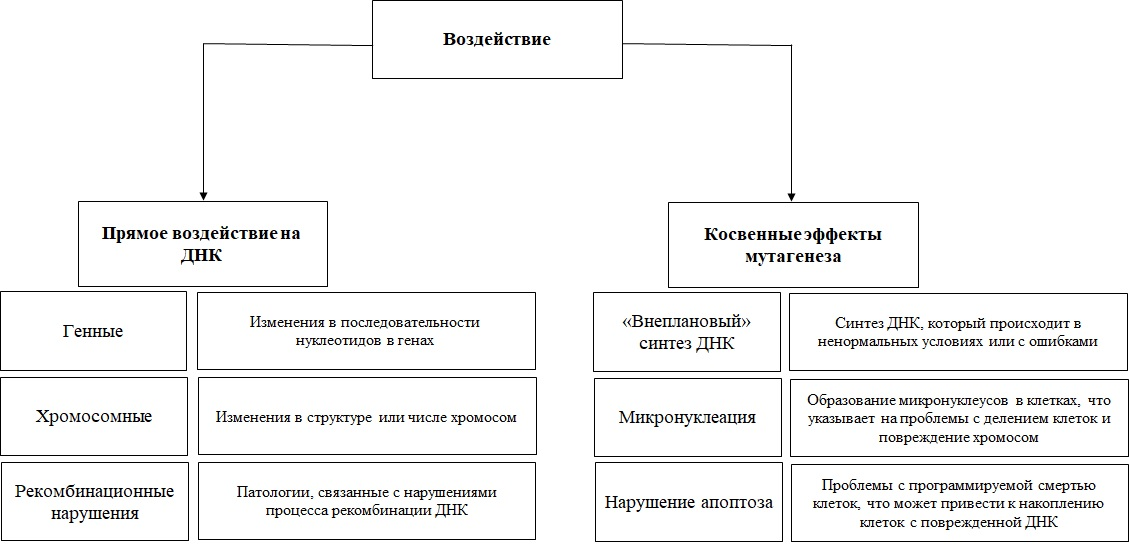 Воздействие
Прямое воздействие на
ДНК
Косвенные эффекты
мутагенеза
Генные
Изменения в последовательности
нуклеотидов в генах
«Внеплановый»
синтез ДНК
Синтез ДНК, который происходит в
ненормальных условиях или с ошибками
Хромосомные
Изменения в структуре или числе хромосом
Микронуклеация
Образование микронуклеусов в клетках, что
указывает на проблемы с делением клеток и
повреждение хромосом
Рекомбинационные
нарушения
Патологии, связанные с нарушениями
процесса рекомбинации ДНК
Нарушение апоптоза
Проблемы с программируемой смертью
клеток, что может привести к накоплению
клеток с поврежденной ДНК